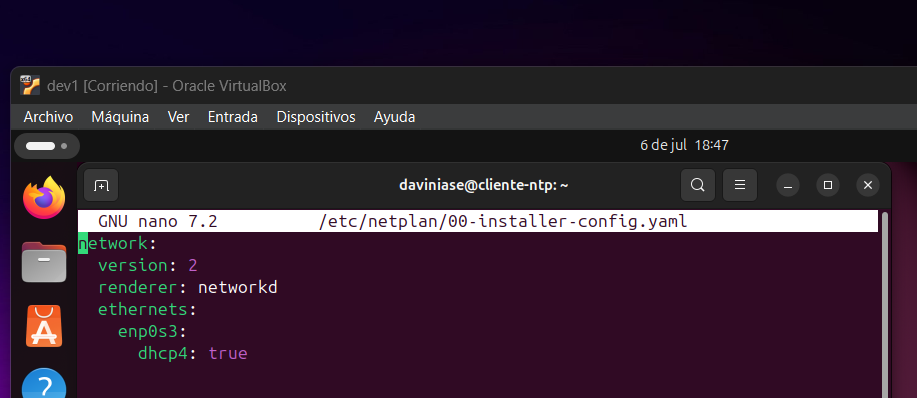 dev1 [Corriendo] - Oracle VirtualBox
Archivo Máquina Ver Entrada Dispositivos Ayuda
6 de jul 18:47
daviniase@cliente-ntp: ~
GNU nano 7.2 /etc/netplan/00-installer-config.yaml
network:
  version: 2
  renderer: networkd
  ethernets:
    enp0s3:
      dhcp4: true